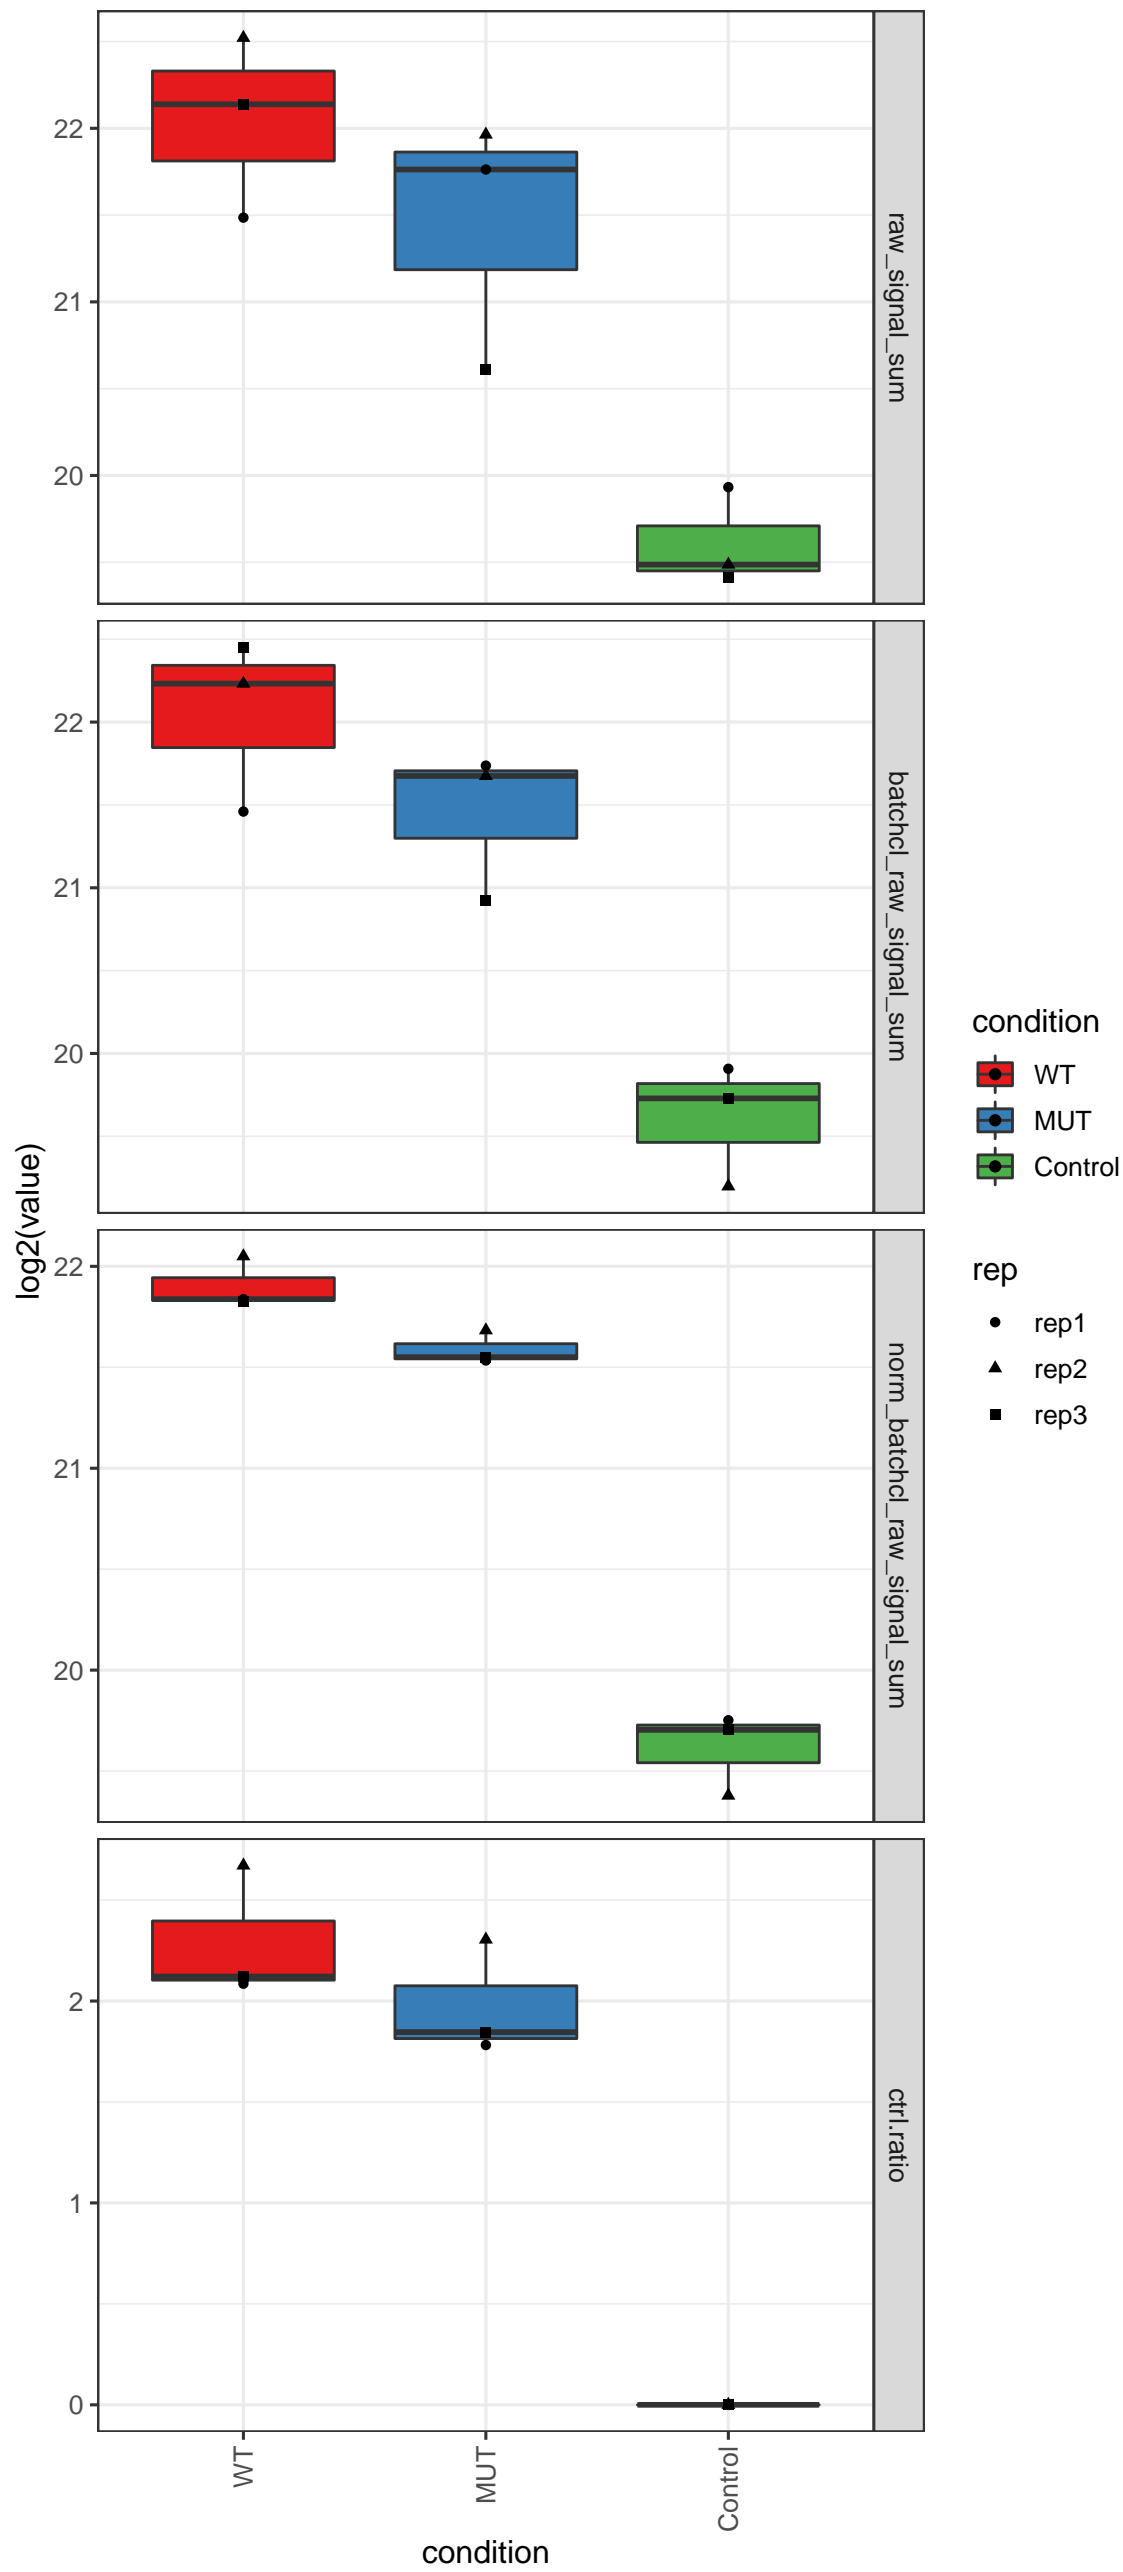 22
21
20
raw_signal_sum
22
21
20
batchcl_raw_signal_sum
22
21
20
norm_batchcl_raw_signal_sum
2
1
0
ctrl.ratio
WT
MUT
Control
condition
log2(value)
condition
WT
MUT
Control
rep
rep1
rep2
rep3